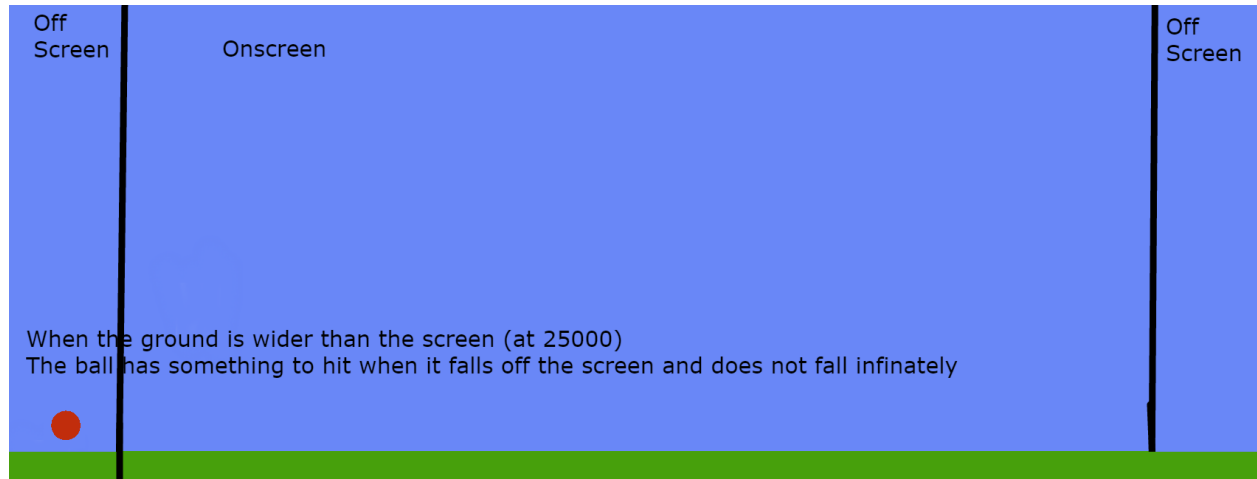 Off
Screen
Onscreen
Off
Screen
When the ground is wider than the screen (at 25000)
The ball has something to hit when it falls off the screen and does not fall infinately